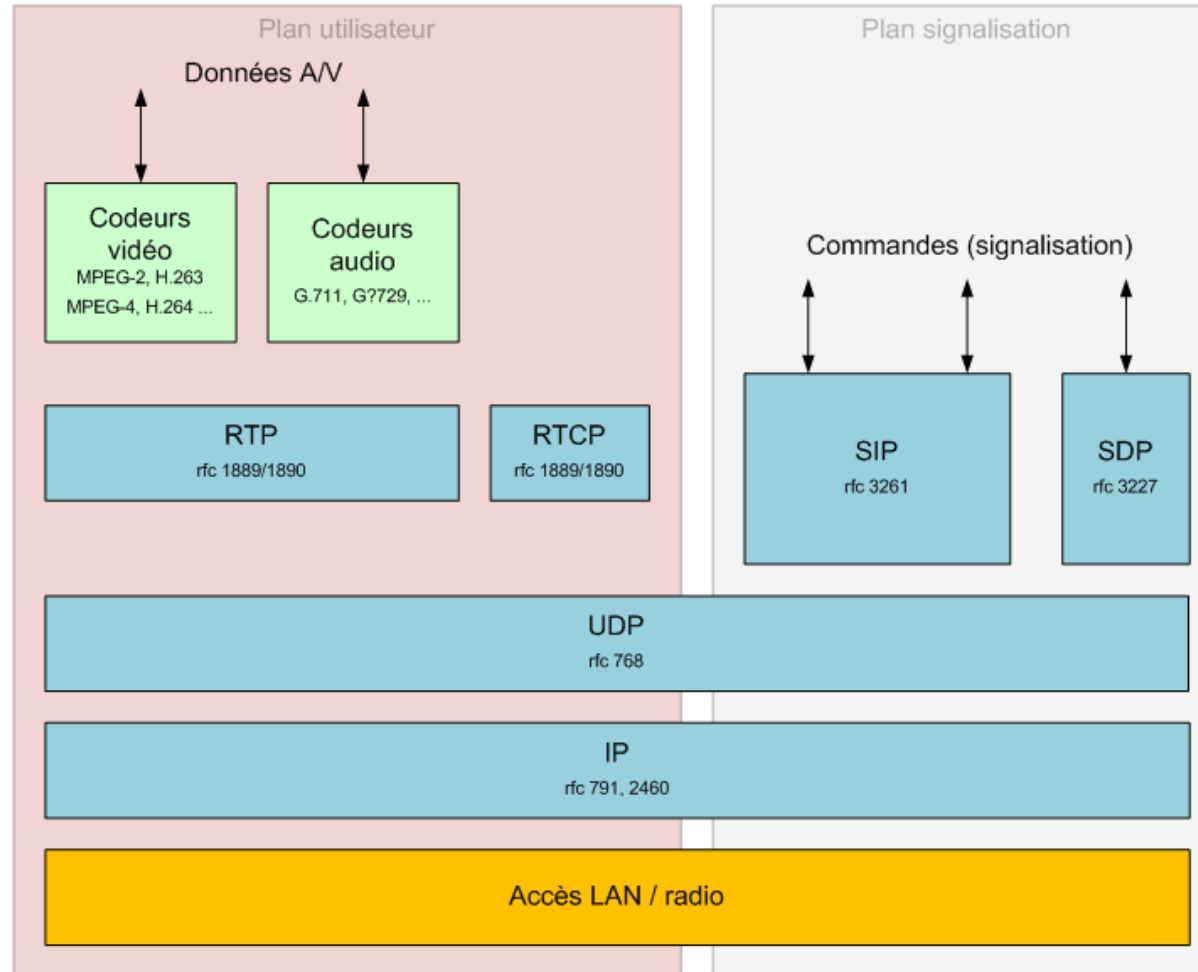 Plan utilisateur
Données A/V
Codeurs
vidéo
MPEG-2, H.263
MPEG-4, H.264 ...
Codeurs
audio
G.711, G?729, ...
RTP
rfc 1889/1890
RTCP
rfc 1889/1890
Plan signalisation
Commandes (signalisation)
SIP
rfc 3261
SDP
rfc 3227
UDP
rfc 768
IP
rfc 791, 2460
Accès LAN / radio